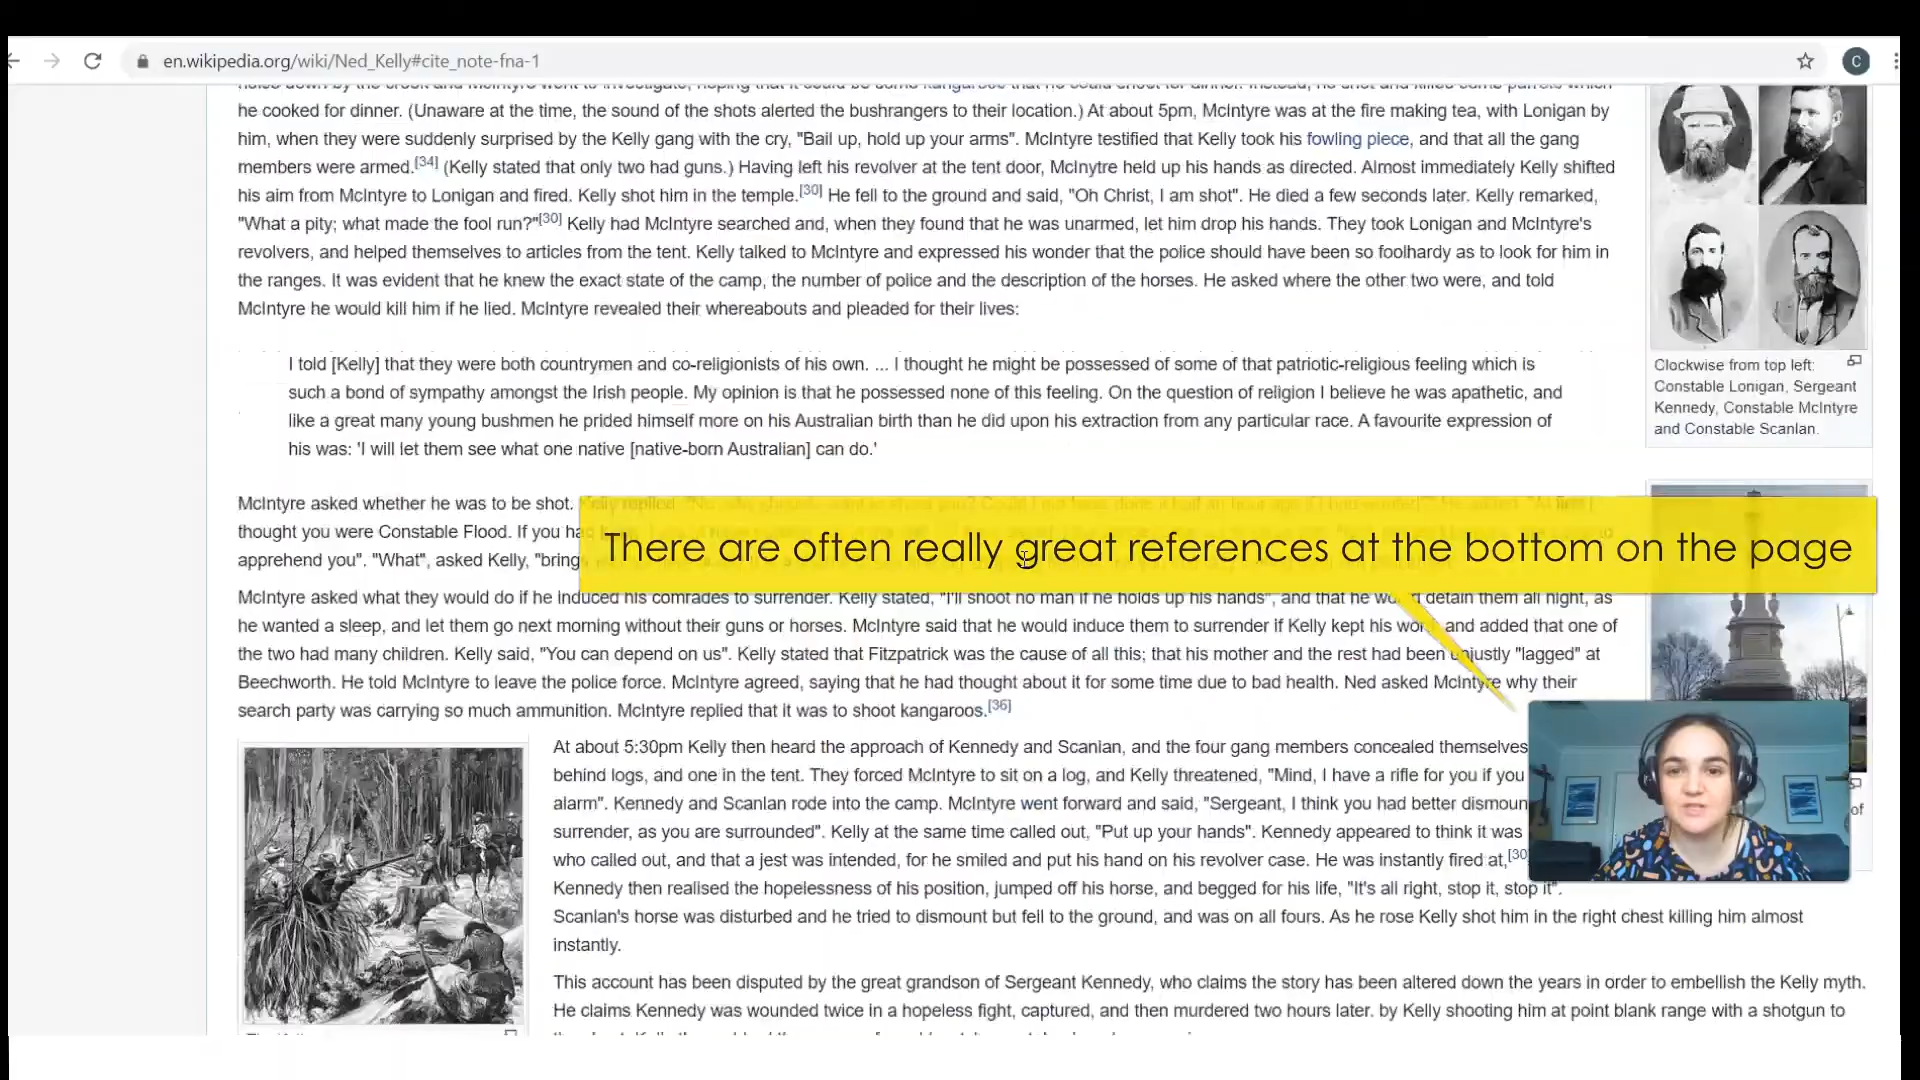 en.wikipedia.org/wiki/Ned_Kelly#cite_note-fna-1
C
he cooked for dinner. (Unaware at the time, the sound of the shots alerted the bushrangers to their location.) At about 5pm, McIntyre was at the fire making tea, with Lonigan by
him, when they were suddenly surprised by the Kelly gang with the cry, "Bail up, hold up your arms". McIntyre testified that Kelly took his fowling piece, and that all the gang
members were armed.[34] (Kelly stated that only two had guns.) Having left his revolver at the tent door, McInytre held up his hands as directed. Almost immediately Kelly shifted
his aim from McIntyre to Lonigan and fired. Kelly shot him in the temple.[30] He fell to the ground and said, "Oh Christ, I am shot". He died a few seconds later. Kelly remarked,
"What a pity; what made the fool run?"[30] Kelly had McIntyre searched and, when they found that he was unarmed, let him drop his hands. They took Lonigan and McIntyre's
revolvers, and helped themselves to articles from the tent. Kelly talked to McIntyre and expressed his wonder that the police should have been so foolhardy as to look for him in
the ranges. It was evident that he knew the exact state of the camp, the number of police and the description of the horses. He asked where the other two were, and told
McIntyre he would kill him if he lied. McIntyre revealed their whereabouts and pleaded for their lives:
I told [Kelly] that they were both countrymen and co-religionists of his own. ... I thought he might be possessed of some of that patriotic-religious feeling which is
such a bond of sympathy amongst the Irish people. My opinion is that he possessed none of this feeling. On the question of religion I believe he was apathetic, and
like a great many young bushmen he prided himself more on his Australian birth than he did upon his extraction from any particular race. A favourite expression of
his was: 'I will let them see what one native [native-born Australian] can do.'
Clockwise from top left:
Constable Lonigan, Sergeant
Kennedy, Constable McIntyre
and Constable Scanlan.
McIntyre asked whether he was to be shot. Kelly replied
thought you were Constable Flood. If you had
apprehend you". "What", asked Kelly, "bring
There are often really great references at the bottom on the page
McIntyre asked what they would do if he induced his comrades to surrender. Kelly stated, "I'll shoot no man if he holds up his hands", and that he would detain them all night, as
he wanted a sleep, and let them go next morning without their guns or horses. McIntyre said that he would induce them to surrender if Kelly kept his word, and added that one of
the two had many children. Kelly said, "You can depend on us". Kelly stated that Fitzpatrick was the cause of all this; that his mother and the rest had been unjustly "lagged" at
Beechworth. He told McIntyre to leave the police force. McIntyre agreed, saying that he had thought about it for some time due to bad health. Ned asked McIntyre why their
search party was carrying so much ammunition. McIntyre replied that it was to shoot kangaroos.[36]
At about 5:30pm Kelly then heard the approach of Kennedy and Scanlan, and the four gang members concealed themselves
behind logs, and one in the tent. They forced McIntyre to sit on a log, and Kelly threatened, "Mind, I have a rifle for you if you
alarm". Kennedy and Scanlan rode into the camp. McIntyre went forward and said, "Sergeant, I think you had better dismoun
surrender, as you are surrounded". Kelly at the same time called out, "Put up your hands". Kennedy appeared to think it was
who called out, and that a jest was intended, for he smiled and put his hand on his revolver case. He was instantly fired at,[30]
Kennedy then realised the hopelessness of his position, jumped off his horse, and begged for his life, "It's all right, stop it, stop it".
Scanlan's horse was disturbed and he tried to dismount but fell to the ground, and was on all fours. As he rose Kelly shot him in the right chest killing him almost
instantly.
This account has been disputed by the great grandson of Sergeant Kennedy, who claims the story has been altered down the years in order to embellish the Kelly myth.
He claims Kennedy was wounded twice in a hopeless fight, captured, and then murdered two hours later. by Kelly shooting him at point blank range with a shotgun to
of